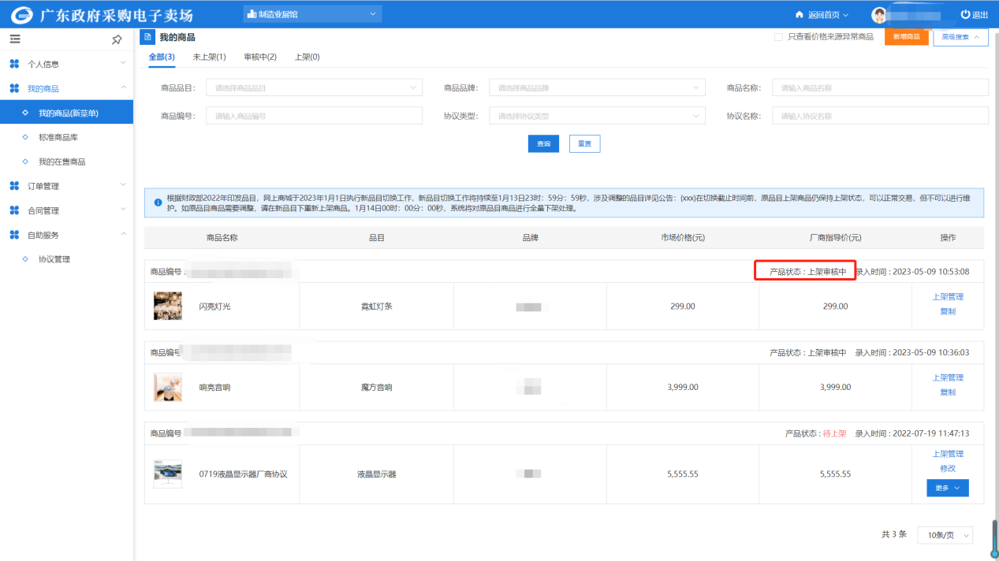 广东政府采购电子卖场
制造业展馆
返回首页
退出
我的商品
只查看价格来源异常商品
新增商品
高级搜索
个人信息
我的商品
我的商品(新菜单)
标准商品库
我的在售商品
订单管理
合同管理
自助服务
协议管理
全部(3) 未上架(1) 审核中(2) 上架(0)
商品品目: 请选择商品品目 商品品牌: 请选择商品品牌 商品名称: 请输入商品名称
商品编号: 请输入商品编号 协议类型: 请选择协议类型 协议名称: 请输入协议名称
查询 重置
根据财政部2022年印发品目，网上商城于2023年1月1日执行新品目切换工作，新品目切换工作将持续至1月13日23时：59分：59秒，涉及调整的品目详见公告：{xxx}在切换截止时间前，原品目上架商品仍保持上架状态，可以正常交易，但不可以进行维
护。如原品目商品需要调整，请在新品目下重新上架商品。1月14日00时：00分：00秒，系统将对原品目商品进行全量下架处理。
商品名称 品目 品牌 市场价格(元) 厂商指导价(元) 操作
商品编号 产品状态 : 上架审核中 录入时间 : 2023-05-09 10:53:08
闪亮灯光 霓虹灯条 299.00 299.00 上架管理
复制
商品编号 产品状态 : 上架审核中 录入时间 : 2023-05-09 10:36:03
响亮音响 魔方音响 3,999.00 3,999.00 上架管理
复制
商品编号 产品状态 : 待上架 录入时间 : 2022-07-19 11:47:13
0719液晶显示器厂商协议 液晶显示器 5,555.55 5,555.55 上架管理
修改
更多
共 3 条 10条/页